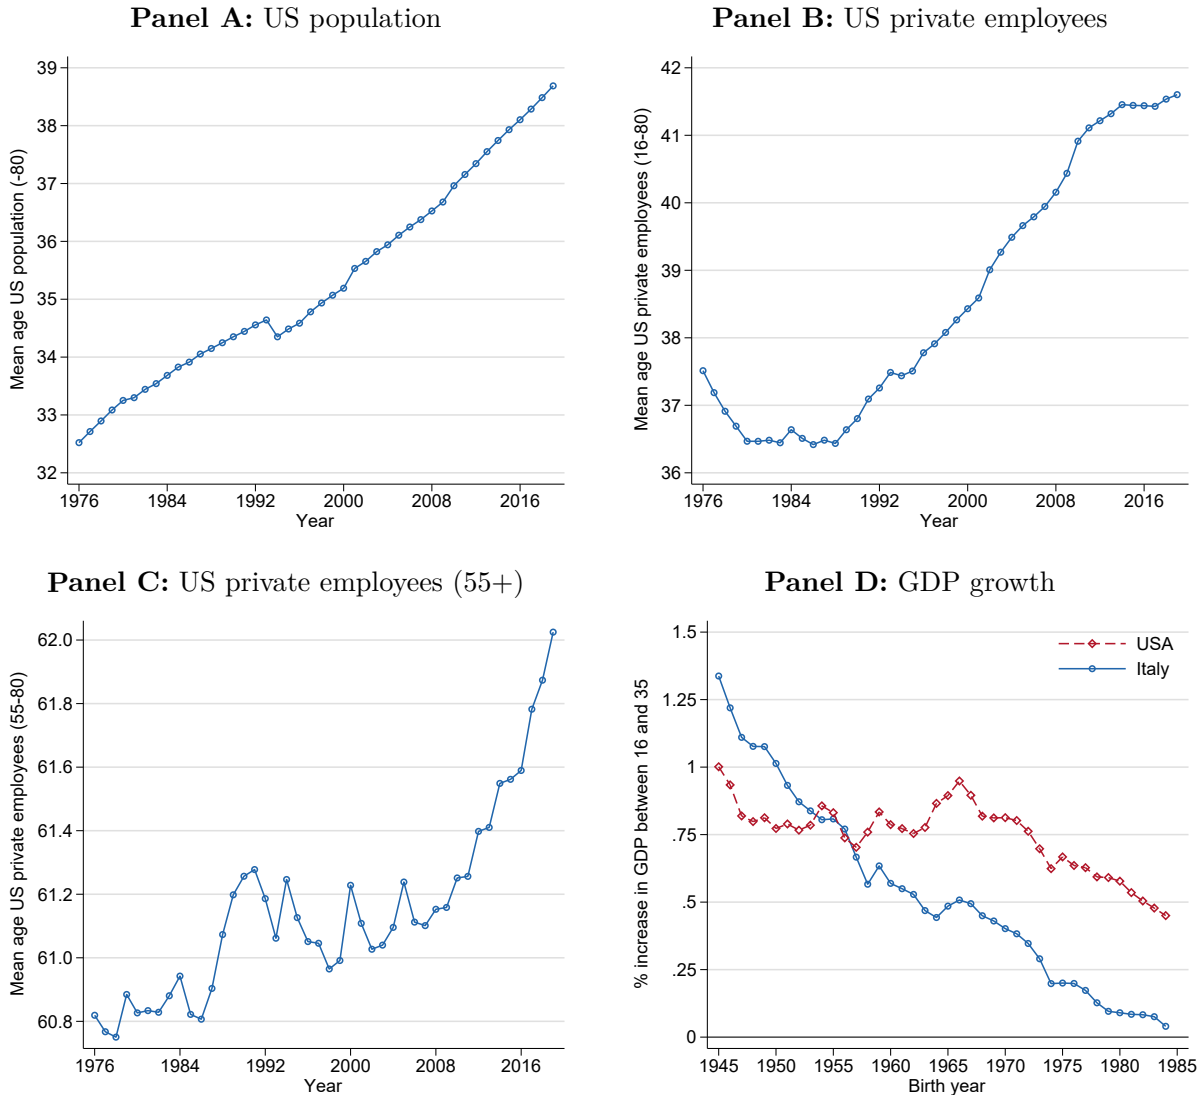 Panel A: US population
Mean age US population (-80)
39
38
37
36
35
34
33
32
1976 1984 1992 2000 2008 2016
Year
Panel B: US private employees
Mean age US private employees (16-80)
42
41
40
39
38
37
36
1976 1984 1992 2000 2008 2016
Year
Panel C: US private employees (55+)
Mean age US private employees (55-80)
62.0
61.8
61.6
61.4
61.2
61.0
60.8
1976 1984 1992 2000 2008 2016
Year
Panel D: GDP growth
% increase in GDP between 16 and 35
1.5
1.25
1
.75
.5
.25
0
USA
Italy
1945 1950 1955 1960 1965 1970 1975 1980 1985
Birth year